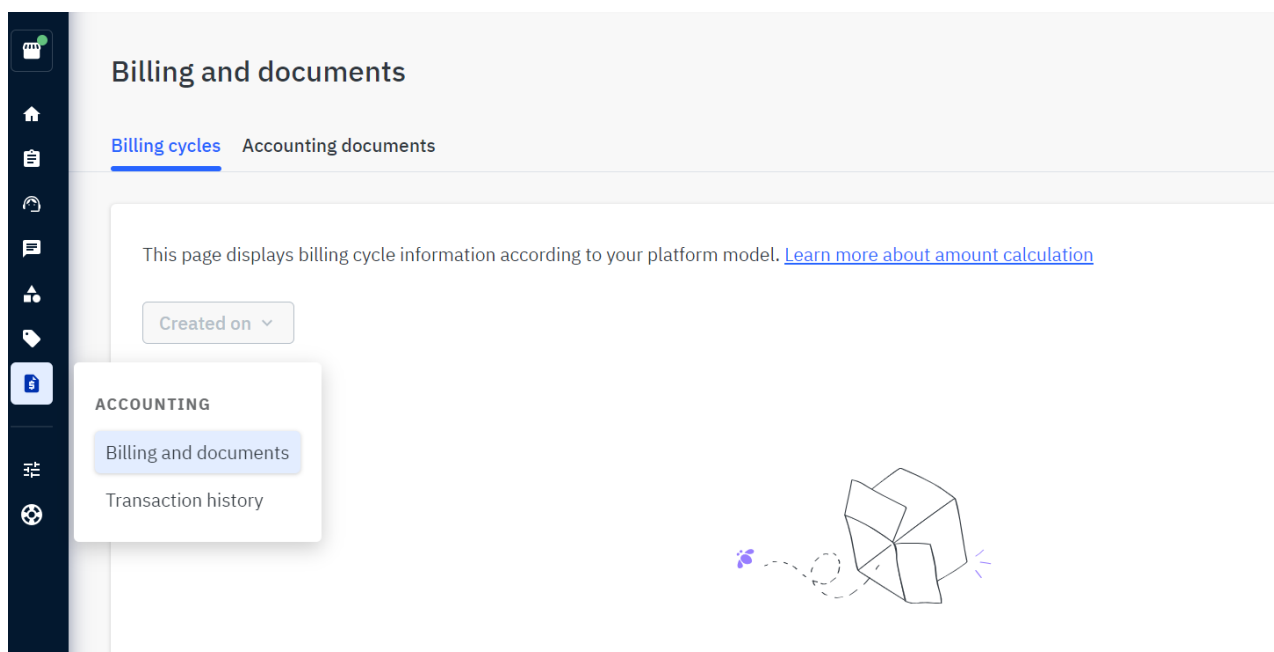 Billing and documents
Billing cycles Accounting documents
This page displays billing cycle information according to your platform model. Learn more about amount calculation
Created on
ACCOUNTING
Billing and documents
Transaction history